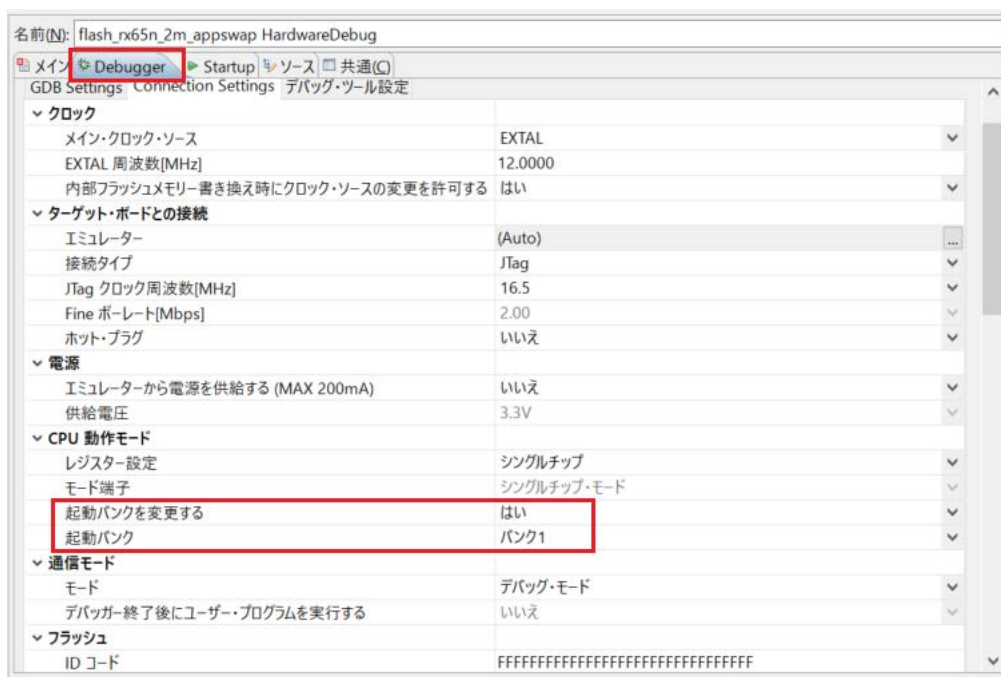 名前(N): flash_rx65n_2m_appswap HardwareDebug
メイン Debugger Startup ソース 共通(C)
GDB Settings Connection Settings デバッグ・ツール設定
クロック
メイン・クロック・ソース EXTAL
EXTAL 周波数[MHz] 12.0000
内部フラッシュメモリー書き換え時にクロック・ソースの変更を許可する はい
ターゲット・ボードとの接続
エミュレーター (Auto) ...
接続タイプ JTag
JTag クロック周波数[MHz] 16.5
Fine ボーレート[Mbps] 2.00
ホット・プラグ いいえ
電源
エミュレーターから電源を供給する (MAX 200mA) いいえ
供給電圧 3.3V
CPU 動作モード
レジスター設定 シングルチップ
モード端子 シングルチップ・モード
起動バンクを変更する はい
起動バンク バンク1
通信モード
モード デバッグ・モード
デバッガー終了後にユーザー・プログラムを実行する いいえ
フラッシュ
ID コード FFFFFFFFFFFFFFFFFFFFFFFFFFFFFFFF